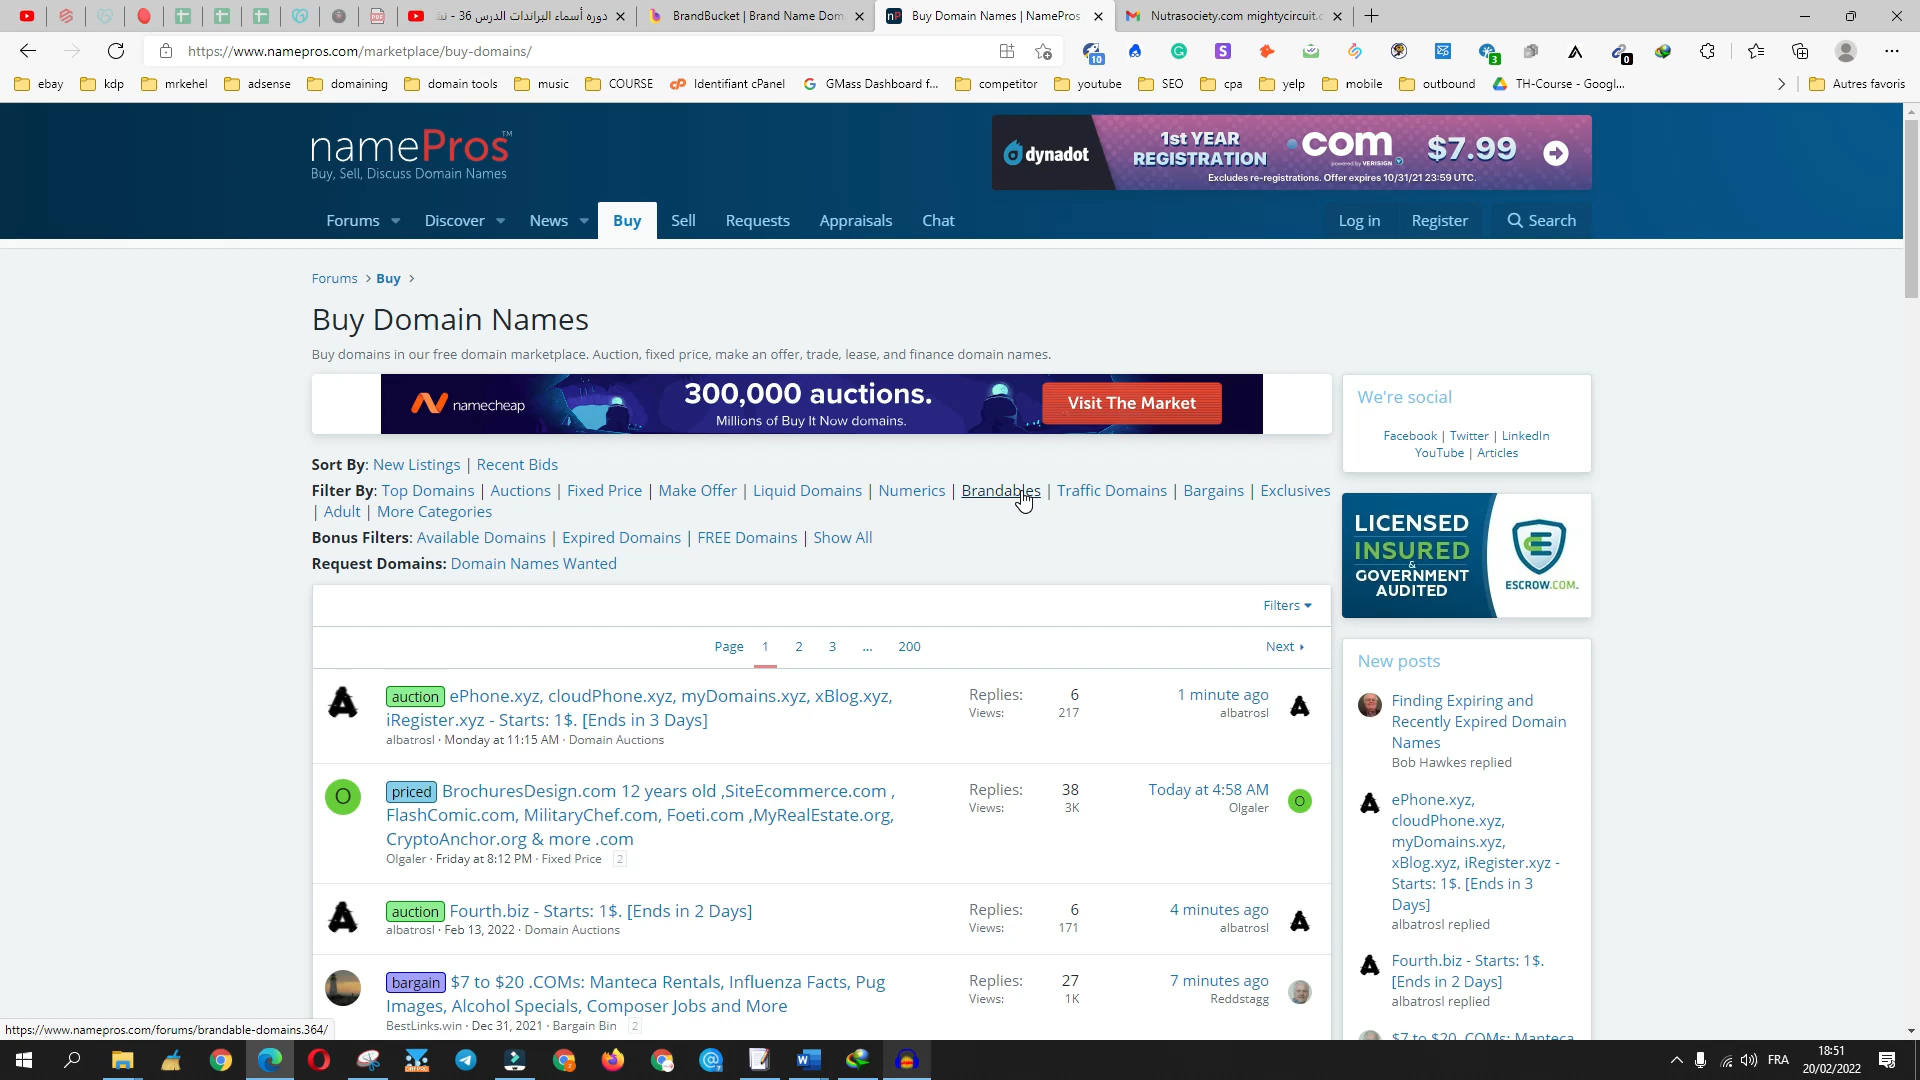 دوره أسماء البراندات الدرس 36 -
BrandBucket | Brand Name Dom
Buy Domain Names | NamePros
Nutrasociety.com mightycircuit.c
https://www.namepros.com/marketplace/buy-domains/
10
3
0
ebay
kdp
mrkehel
adsense
domaining
domain tools
music
COURSE
Identifiant cPanel
GMass Dashboard f...
competitor
youtube
SEO
cpa
yelp
mobile
outbound
TH-Course - Googl...
Autres favoris
namePros™
Buy, Sell, Discuss Domain Names
dynadot
1st YEAR
REGISTRATION
.com
powered by VERISIGN
$7.99
Excludes re-registrations. Offer expires 10/31/21 23:59 UTC.
Forums
Discover
News
Buy
Sell
Requests
Appraisals
Chat
Log in
Register
Search
Forums > Buy >
Buy Domain Names
Buy domains in our free domain marketplace. Auction, fixed price, make an offer, trade, lease, and finance domain names.
namecheap
300,000 auctions.
Millions of Buy It Now domains.
Visit The Market
Sort By: New Listings | Recent Bids
Filter By: Top Domains | Auctions | Fixed Price | Make Offer | Liquid Domains | Numerics | Brandables | Traffic Domains | Bargains | Exclusives
| Adult | More Categories
Bonus Filters: Available Domains | Expired Domains | FREE Domains | Show All
Request Domains: Domain Names Wanted
Filters
Page 1 2 3 ... 200
Next
auction ePhone.xyz, cloudPhone.xyz, myDomains.xyz, xBlog.xyz,
iRegister.xyz - Starts: 1$. [Ends in 3 Days]
albatrosl · Monday at 11:15 AM · Domain Auctions
Replies: 6
Views: 217
1 minute ago
albatrosl
O
priced BrochuresDesign.com 12 years old ,SiteEcommerce.com ,
FlashComic.com, MilitaryChef.com, Foeti.com ,MyRealEstate.org,
CryptoAnchor.org & more .com
Olgaler · Friday at 8:12 PM · Fixed Price 2
Replies: 38
Views: 3K
Today at 4:58 AM
Olgaler
O
auction Fourth.biz - Starts: 1$. [Ends in 2 Days]
albatrosl · Feb 13, 2022 · Domain Auctions
Replies: 6
Views: 171
4 minutes ago
albatrosl
bargain $7 to $20 .COMs: Manteca Rentals, Influenza Facts, Pug
Images, Alcohol Specials, Composer Jobs and More
BestLinks.win · Dec 31, 2021 · Bargain Bin 2
Replies: 27
Views: 1K
7 minutes ago
Reddstagg
We're social
Facebook | Twitter | LinkedIn
YouTube | Articles
LICENSED
INSURED
&
GOVERNMENT
AUDITED
ESCROW.COM
New posts
Finding Expiring and
Recently Expired Domain
Names
Bob Hawkes replied
ePhone.xyz,
cloudPhone.xyz,
myDomains.xyz,
xBlog.xyz, iRegister.xyz -
Starts: 1$. [Ends in 3
Days]
albatrosl replied
Fourth.biz - Starts: 1$.
[Ends in 2 Days]
albatrosl replied
$7 to $20 .COMs: Manteca
https://www.namepros.com/forums/brandable-domains.364/
FRA
18:51
20/02/2022